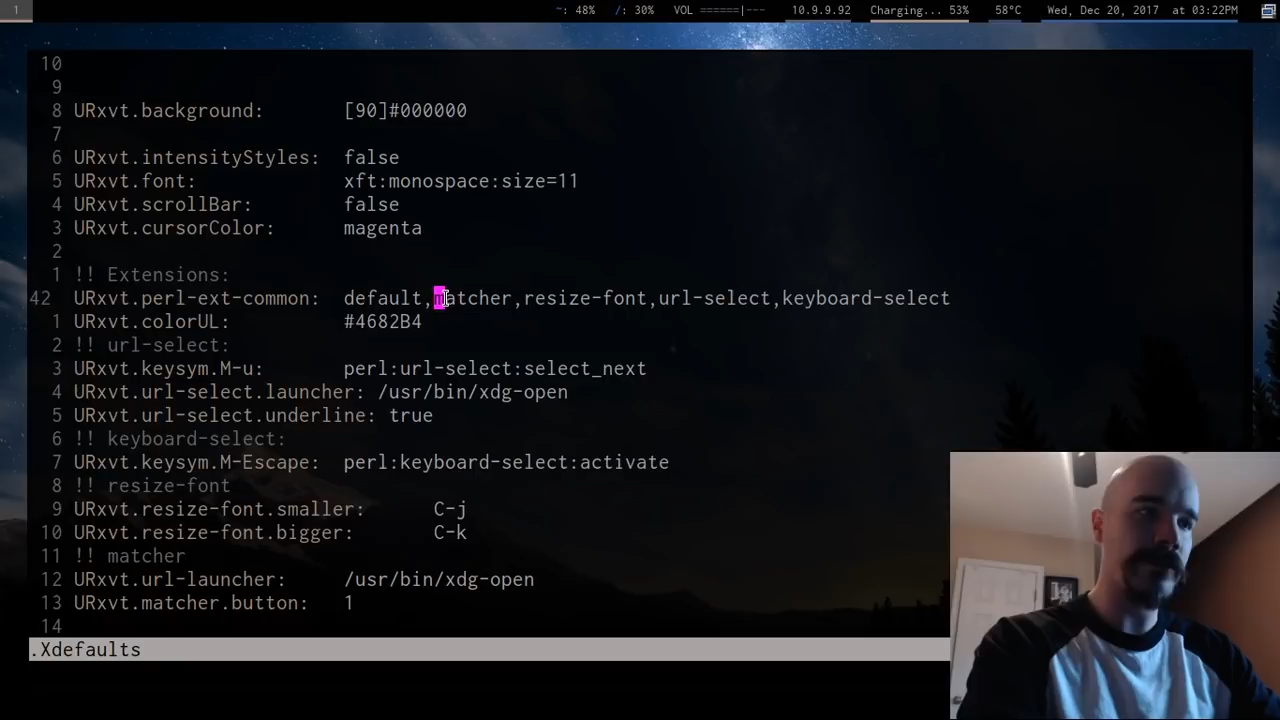 1 ~: 48% /: 30% VOL ======|--- 10.9.9.92 Charging... 53% 58°C Wed, Dec 20, 2017 at 03:22PM
10
9
8 URxvt.background: [90]#000000
7
6 URxvt.intensityStyles: false
5 URxvt.font: xft:monospace:size=11
4 URxvt.scrollBar: false
3 URxvt.cursorColor: magenta
2
1 !! Extensions:
42 URxvt.perl-ext-common: default,matcher,resize-font,url-select,keyboard-select
1 URxvt.colorUL: #4682B4
2 !! url-select:
3 URxvt.keysym.M-u: perl:url-select:select_next
4 URxvt.url-select.launcher: /usr/bin/xdg-open
5 URxvt.url-select.underline: true
6 !! keyboard-select:
7 URxvt.keysym.M-Escape: perl:keyboard-select:activate
8 !! resize-font
9 URxvt.resize-font.smaller: C-j
10 URxvt.resize-font.bigger: C-k
11 !! matcher
12 URxvt.url-launcher: /usr/bin/xdg-open
13 URxvt.matcher.button: 1
14
.Xdefaults